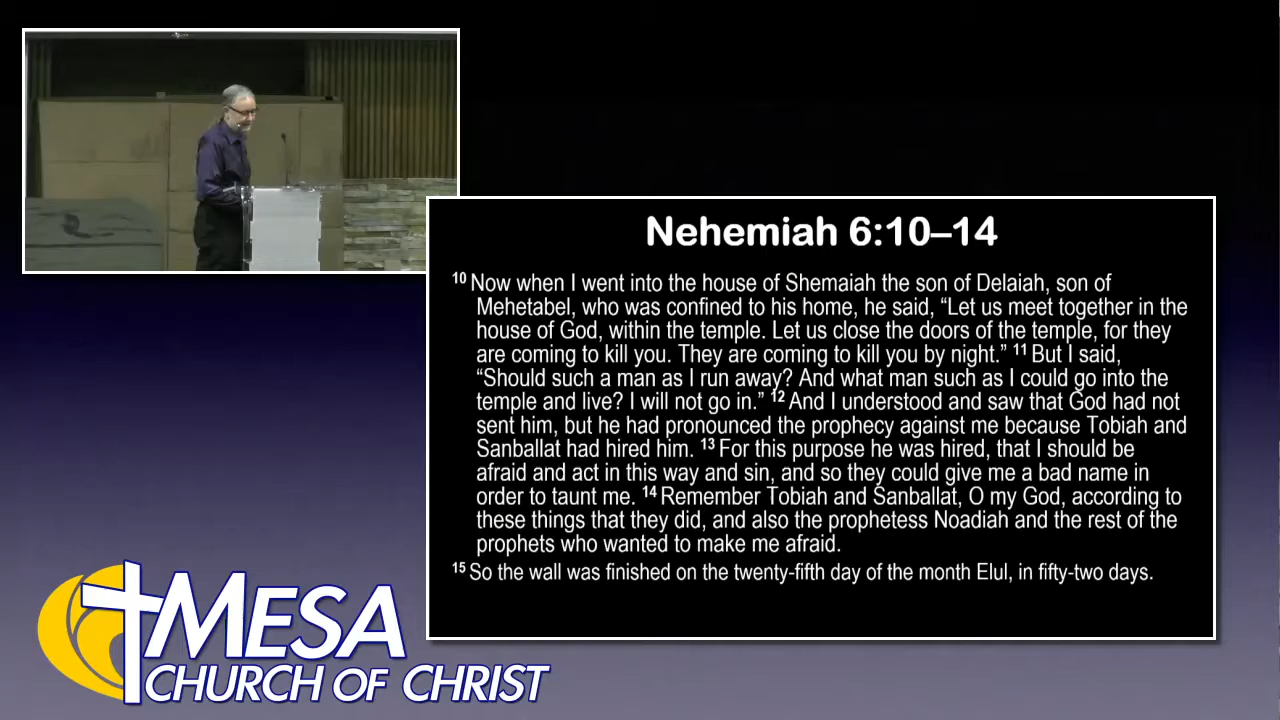 Nehemiah 6:10–14
10 Now when I went into the house of Shemaiah the son of Delaiah, son of
Mehetabel, who was confined to his home, he said, “Let us meet together in the
house of God, within the temple. Let us close the doors of the temple, for they
are coming to kill you. They are coming to kill you by night.” 11 But I said,
“Should such a man as I run away? And what man such as I could go into the
temple and live? I will not go in.” 12 And I understood and saw that God had not
sent him, but he had pronounced the prophecy against me because Tobiah and
Sanballat had hired him. 13 For this purpose he was hired, that I should be
afraid and act in this way and sin, and so they could give me a bad name in
order to taunt me. 14 Remember Tobiah and Sanballat, O my God, according to
these things that they did, and also the prophetess Noadiah and the rest of the
prophets who wanted to make me afraid.
15 So the wall was finished on the twenty-fifth day of the month Elul, in fifty-two days.
MESA
CHURCH OF CHRIST